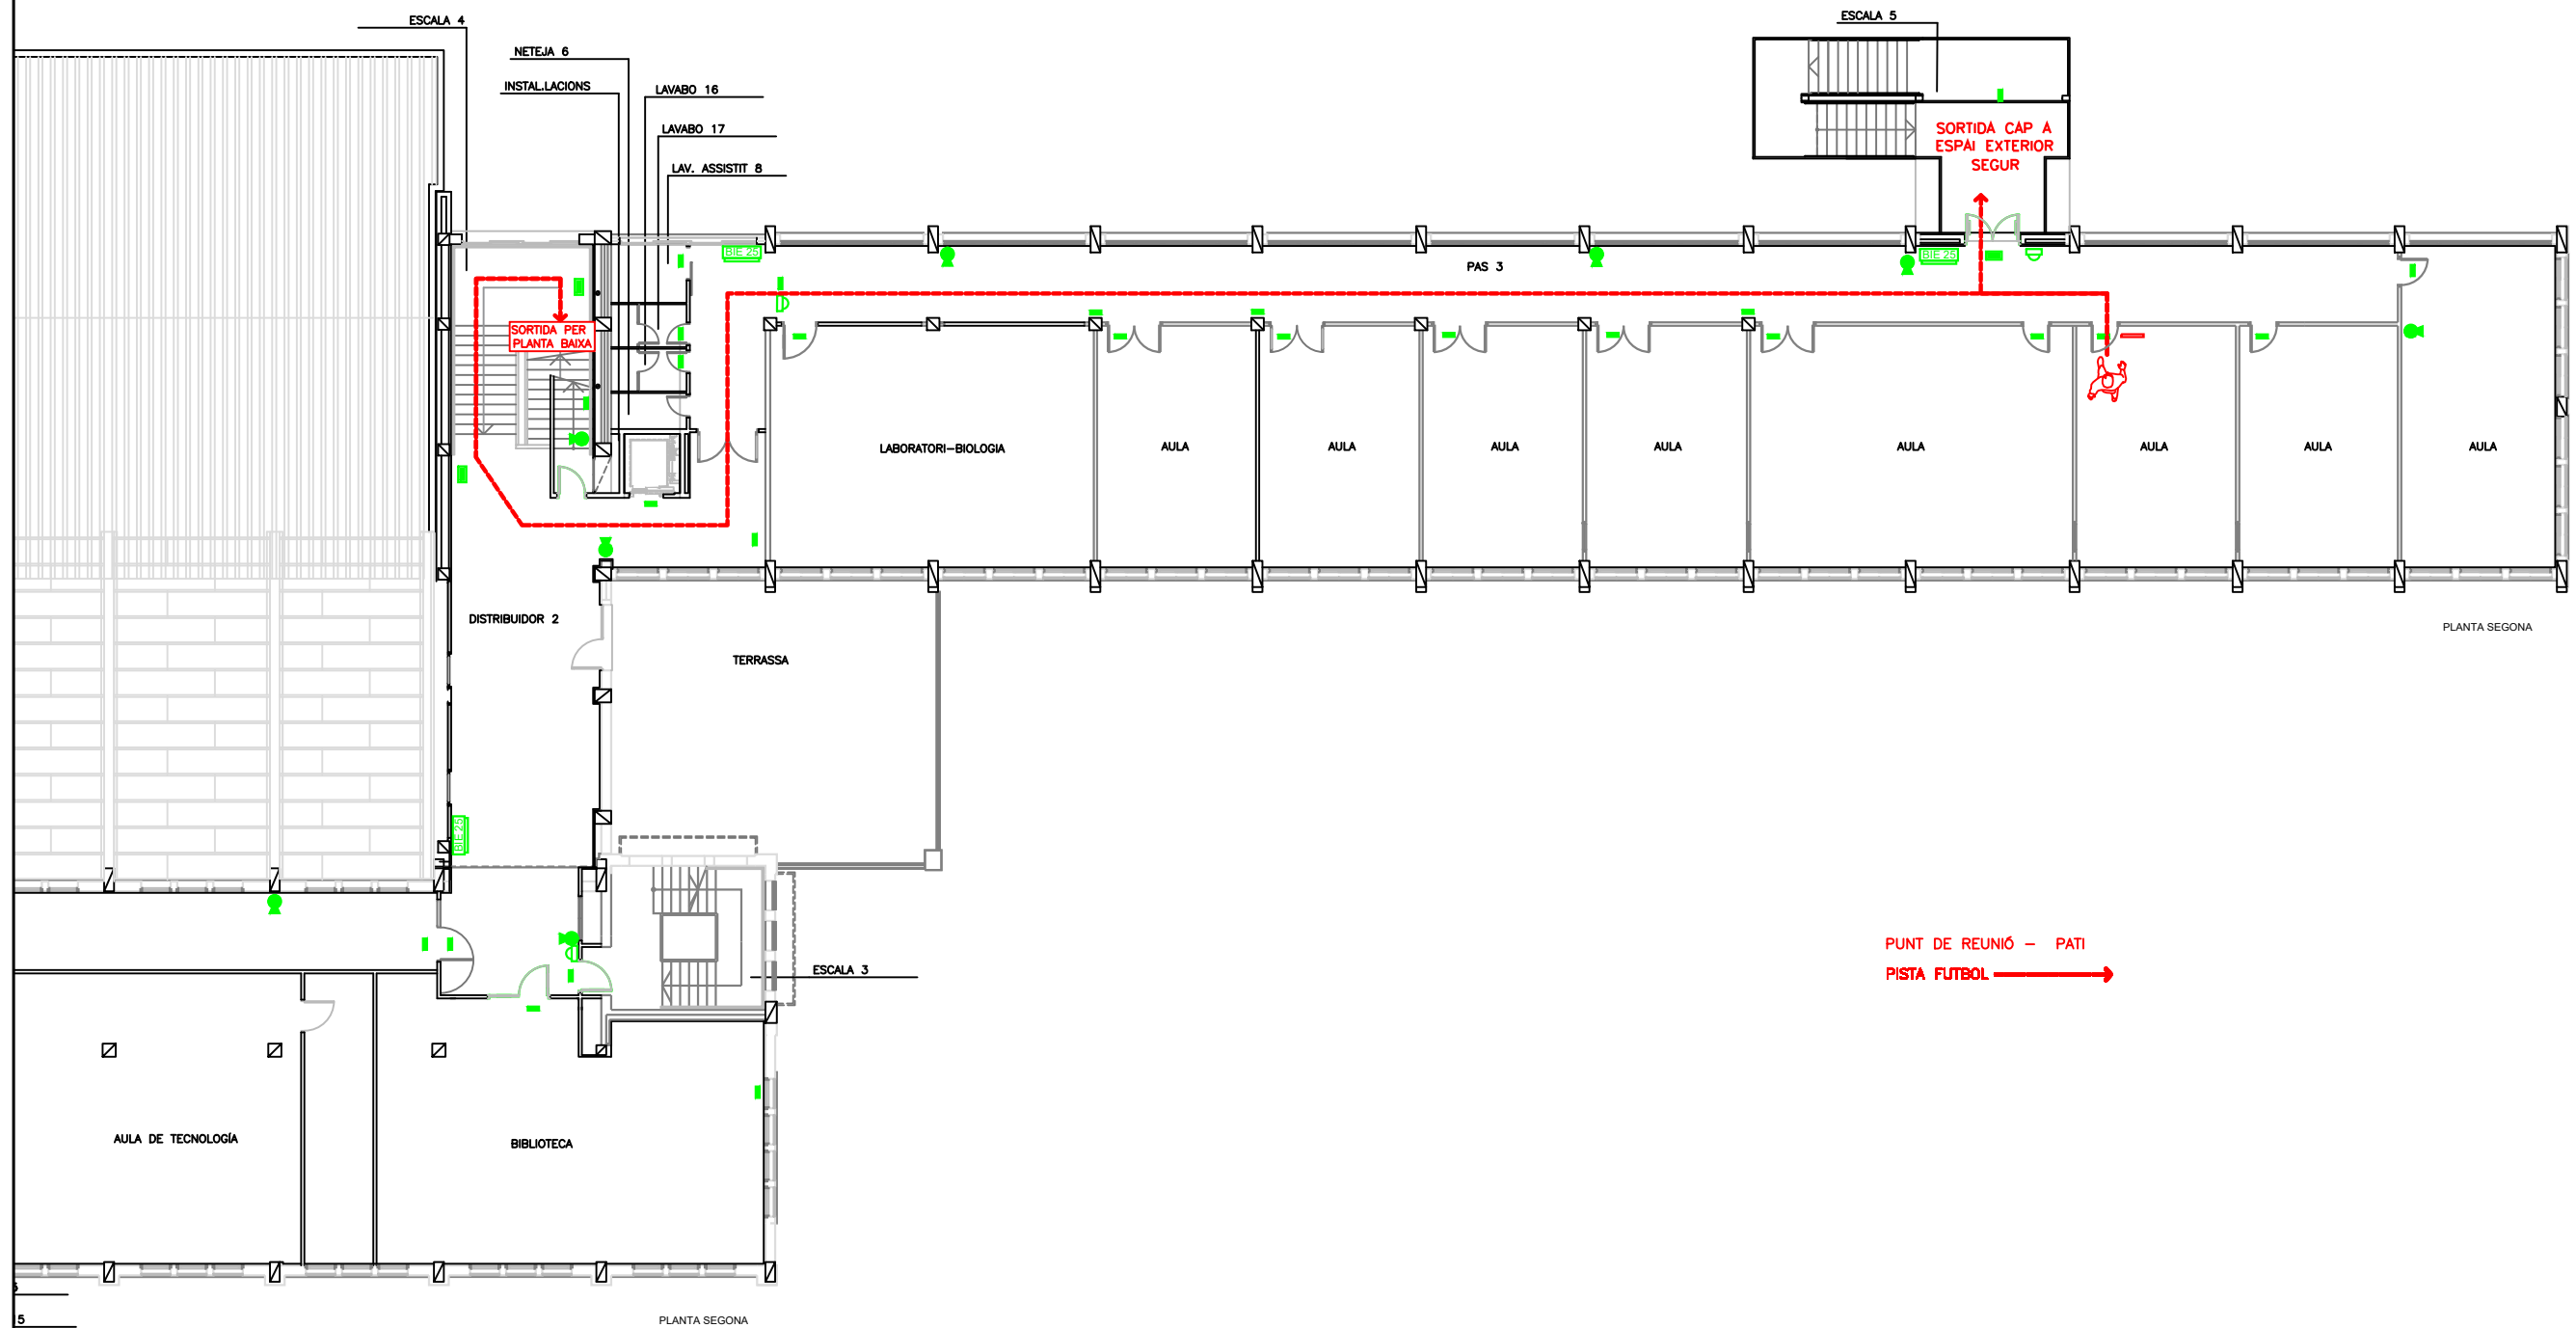 ESCALA 4
ESCALA 5
NETEJA 6
INSTAL.LACIONS
LAVABO 16
LAVABO 17
LAV. ASSISTIT 8
SORTIDA CAP A
ESPAI EXTERIOR
SEGUR
BIE 25
BIE 25
PAS 3
SORTIDA PER
PLANTA BAIXA
LABORATORI-BIOLOGIA
AULA
AULA
AULA
AULA
AULA
AULA
AULA
AULA
DISTRIBUIDOR 2
PLANTA SEGONA
TERRASSA
BIE 25
PUNT DE REUNIÓ - PATI
PISTA FUTBOL
ESCALA 3
AULA DE TECNOLOGÍA
BIBLIOTECA
15
PLANTA SEGONA